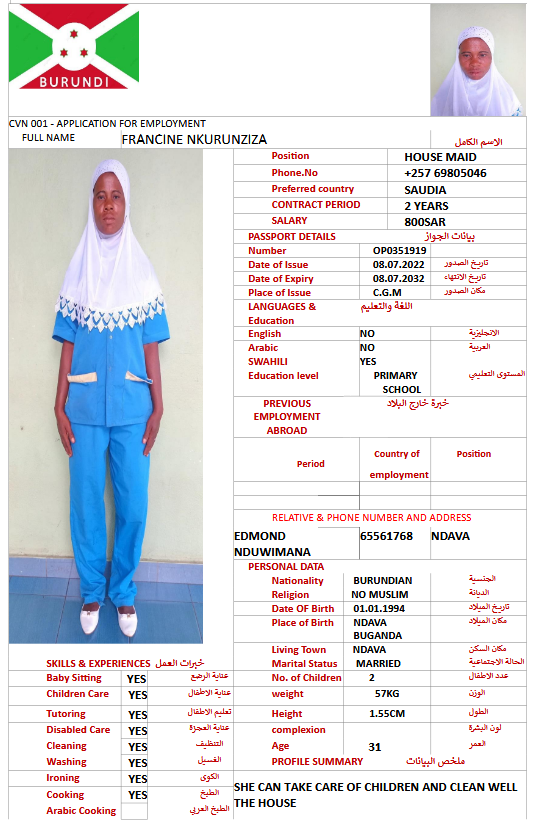 BURUNDI
CVN 001 - APPLICATION FOR EMPLOYMENT
FULL NAME FRANCINE NKURUNZIZA الاسم الكامل
Position HOUSE MAID
Phone.No +257 69805046
Preferred country SAUDIA
CONTRACT PERIOD 2 YEARS
SALARY 800SAR
PASSPORT DETAILS بيانات الجواز
Number OP0351919
Date of Issue 08.07.2022 تاريخ الصدور
Date of Expiry 08.07.2032 تاريخ الانتهاء
Place of Issue C.G.M مكان الصدور
LANGUAGES & Education اللغة والتعليم
English NO الانجليزية
Arabic NO العربية
SWAHILI YES
Education level PRIMARY SCHOOL المستوى التعليمي
PREVIOUS EMPLOYMENT ABROAD خبرة خارج البلاد
Period Country of employment Position
RELATIVE & PHONE NUMBER AND ADDRESS
EDMOND NDUWIMANA 65561768 NDAVA
PERSONAL DATA
Nationality BURUNDIAN الجنسية
Religion NO MUSLIM الديانة
Date OF Birth 01.01.1994 تاريخ الميلاد
Place of Birth NDAVA BUGANDA مكان الميلاد
Living Town NDAVA مكان السكن
Marital Status MARRIED الحالة الاجتماعية
No. of Children 2 عدد الاطفال
weight 57KG الوزن
Height 1.55CM الطول
complexion لون البشرة
Age 31 العمر
PROFILE SUMMARY ملخص البيانات
SHE CAN TAKE CARE OF CHILDREN AND CLEAN WELL
THE HOUSE
SKILLS & EXPERIENCES خبرات العمل
Baby Sitting YES عناية الرضع
Children Care YES عناية الاطفال
Tutoring YES تعليم الاطفال
Disabled Care YES عناية العجزة
Cleaning YES التنظيف
Washing YES الغسيل
Ironing YES الكوى
Cooking YES الطبخ
Arabic Cooking الطبخ العربي